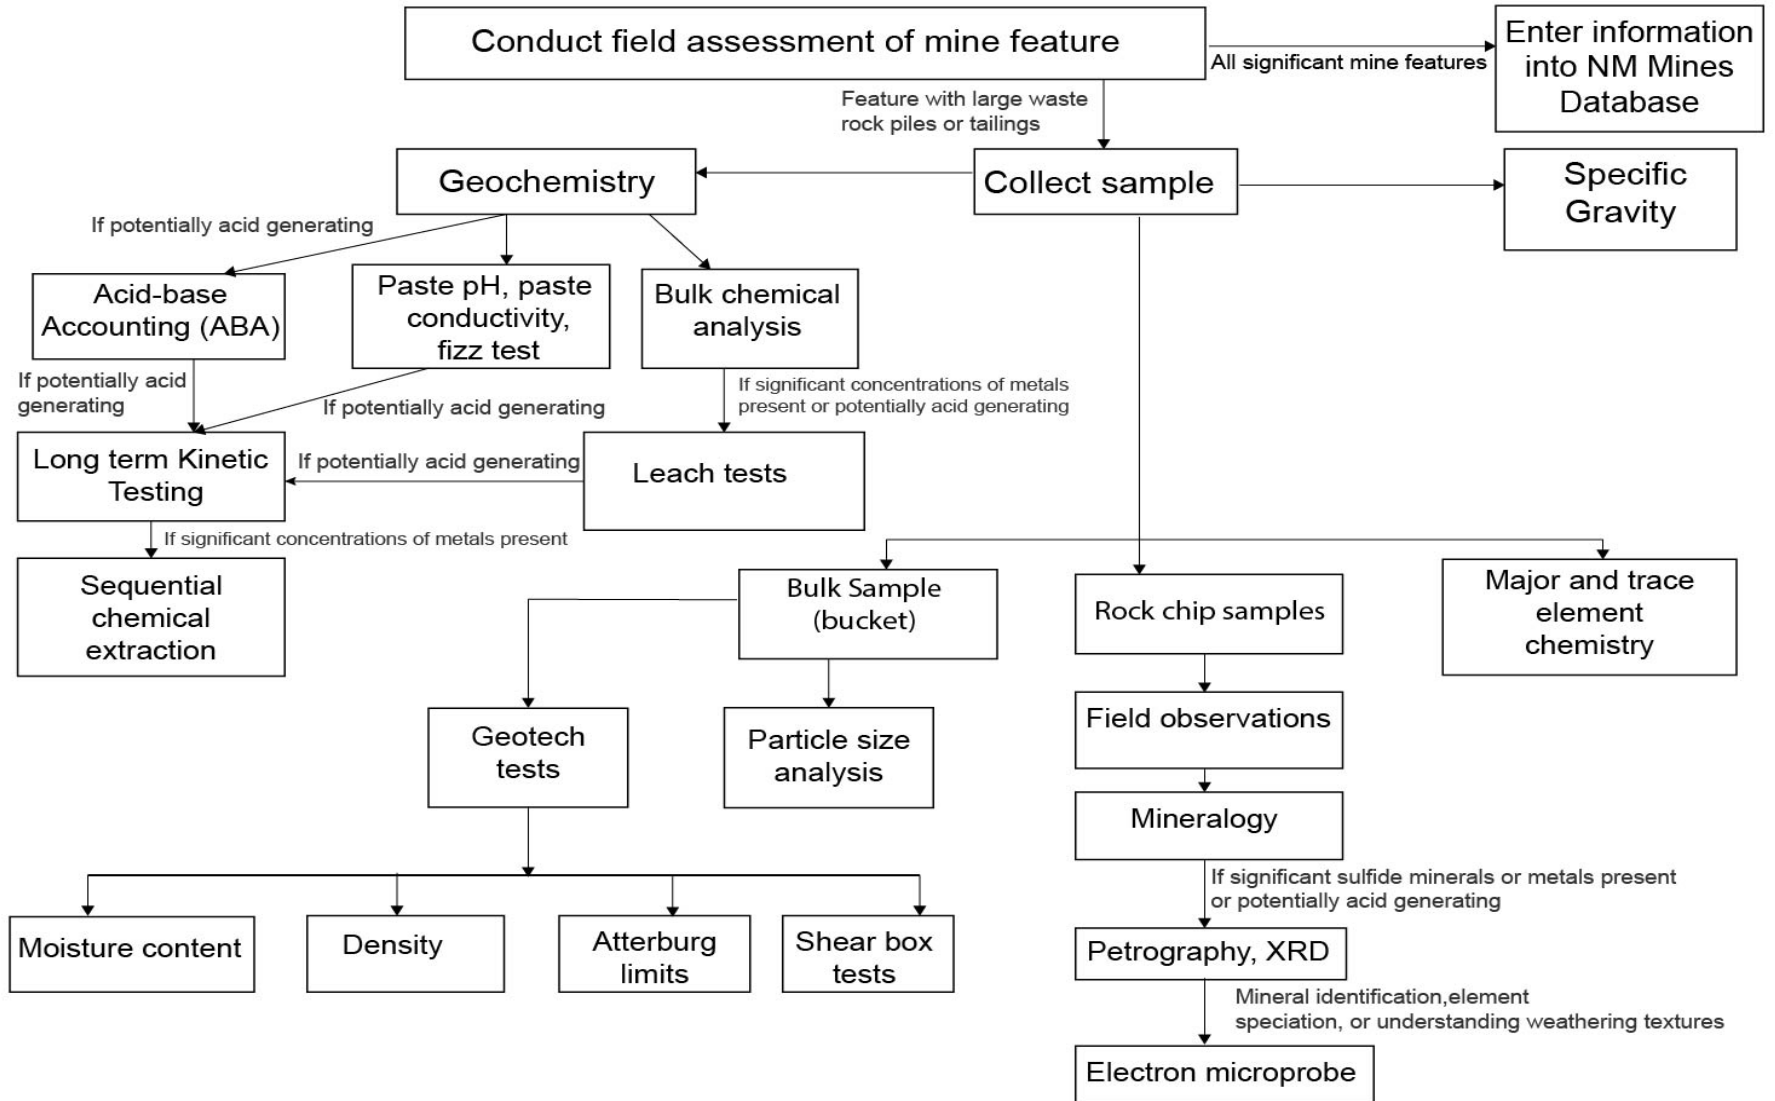 Conduct field assessment of mine feature
All significant mine features
Enter information
into NM Mines
Database
Feature with large waste
rock piles or tailings
Geochemistry
Collect sample
Specific
Gravity
If potentially acid generating
Acid-base
Accounting (ABA)
Paste pH, paste
conductivity,
fizz test
Bulk chemical
analysis
If potentially acid
generating
If potentially acid generating
If significant concentrations of metals
present or potentially acid generating
Long term Kinetic
Testing
If potentially acid generating
Leach tests
If significant concentrations of metals present
Sequential
chemical
extraction
Bulk Sample
(bucket)
Rock chip samples
Major and trace
element
chemistry
Geotech
tests
Particle size
analysis
Field observations
Mineralogy
If significant sulfide minerals or metals present
or potentially acid generating
Moisture content
Density
Atterburg
limits
Shear box
tests
Petrography, XRD
Mineral identification,element
speciation, or understanding weathering textures
Electron microprobe